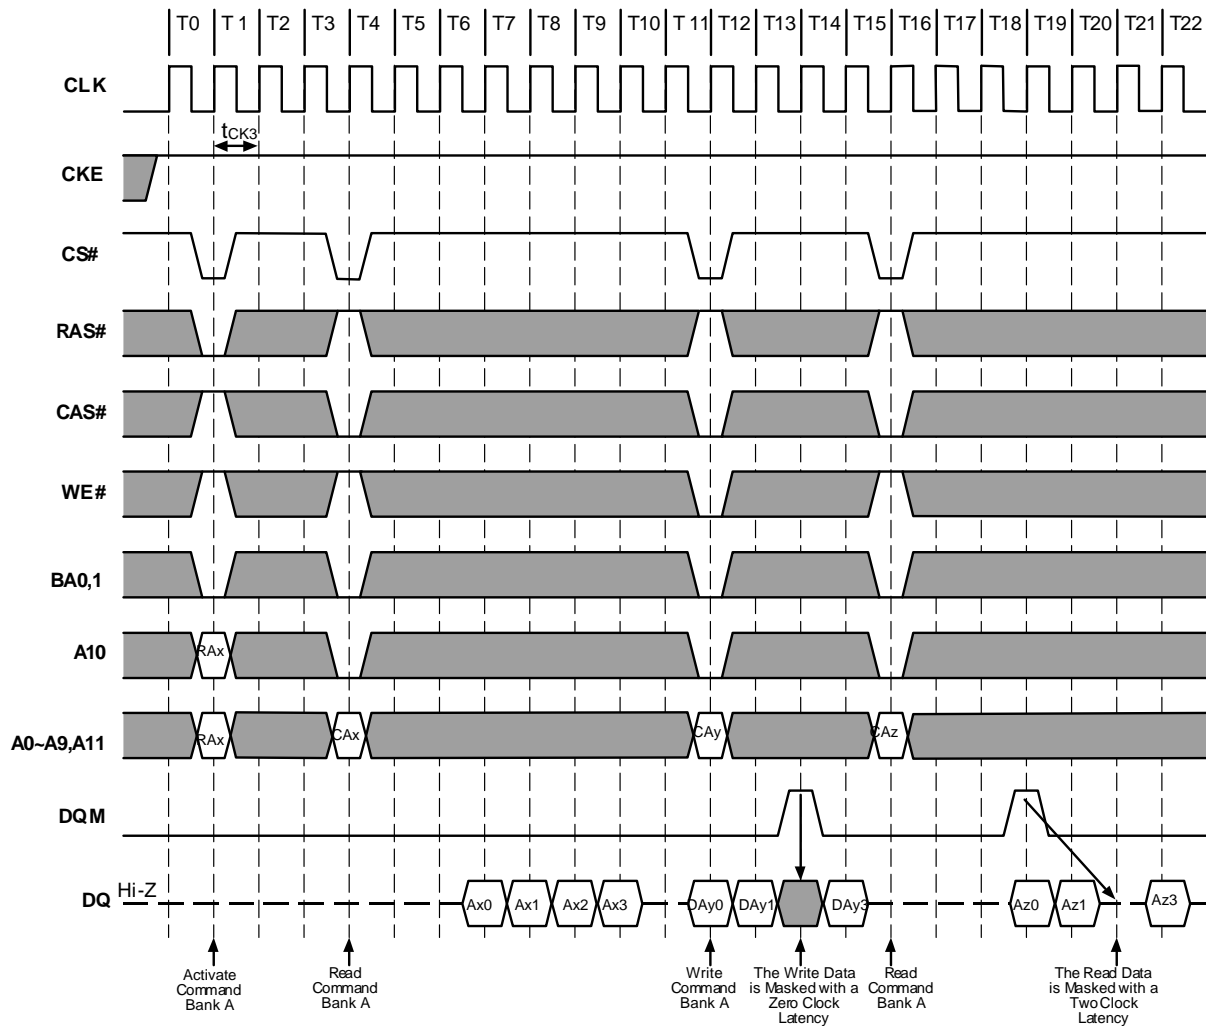 T0 T1 T2 T3 T4 T5 T6 T7 T8 T9 T10 T11 T12 T13 T14 T15 T16 T17 T18 T19 T20 T21 T22
CLK
tCK3
CKE
CS#
RAS#
CAS#
WE#
BA0,1
A10
RAx
A0~A9,A11
RAx CAx CAy CAz
DQM
DQ Hi-Z Ax0 Ax1 Ax2 Ax3 DAy0 DAy1 DAy3 Az0 Az1 Az3
Activate
Command
Bank A
Read
Command
Bank A
Write
Command
Bank A
The Write Data
is Masked with a
Zero Clock
Latency
Read
Command
Bank A
The Read Data
is Masked with a
Two Clock
Latency